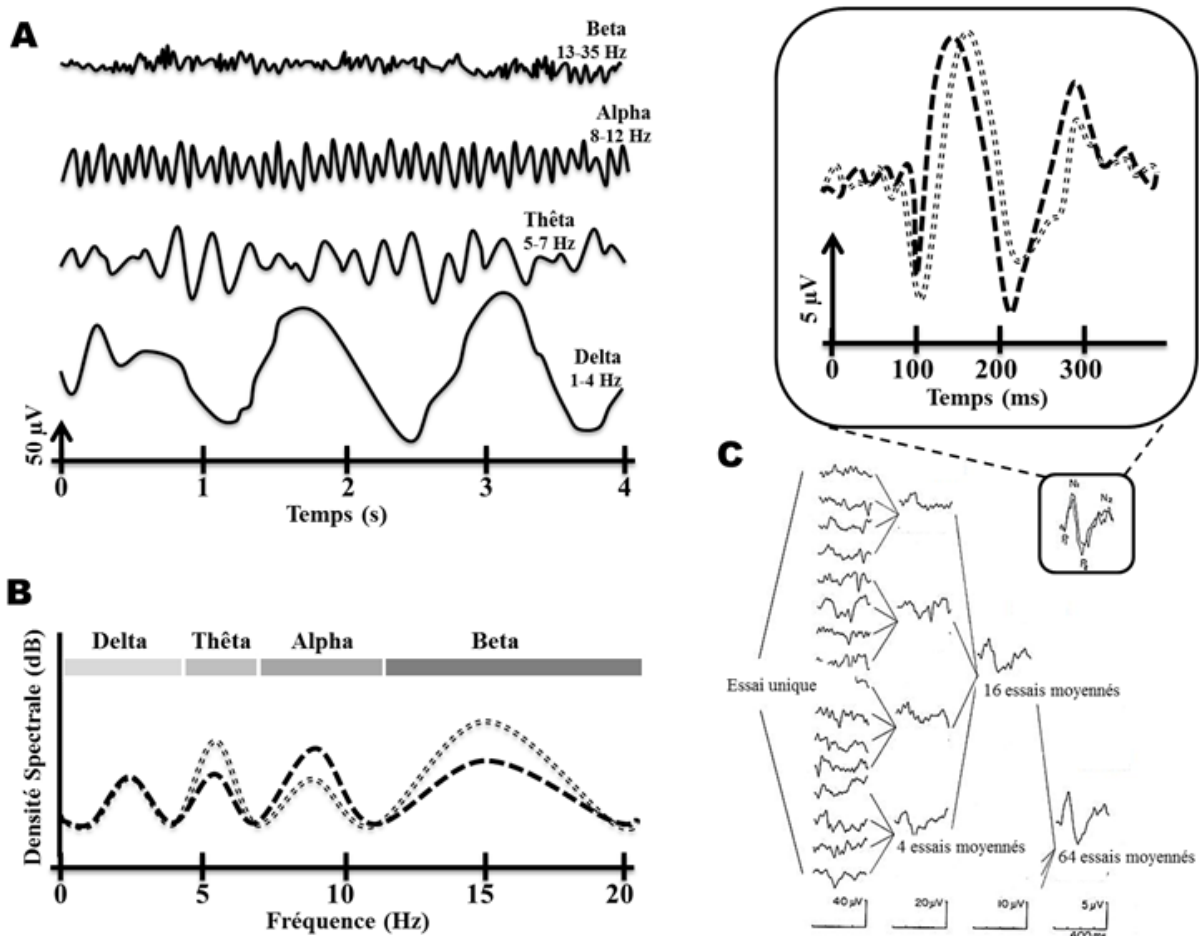 A
Beta
13-35 Hz
Alpha
8-12 Hz
Thêta
5-7 Hz
Delta
1-4 Hz
50 µV
0 1 2 3 4
Temps (s)
B
Densité Spectrale (dB)
Delta Thêta Alpha Beta
0 5 10 15 20
Fréquence (Hz)
5 µV
0 100 200 300
Temps (ms)
C
N₁
N₂
P₂
Essai unique
16 essais moyennés
4 essais moyennés
64 essais moyennés
40 µV 20 µV 10 µV 5 µV